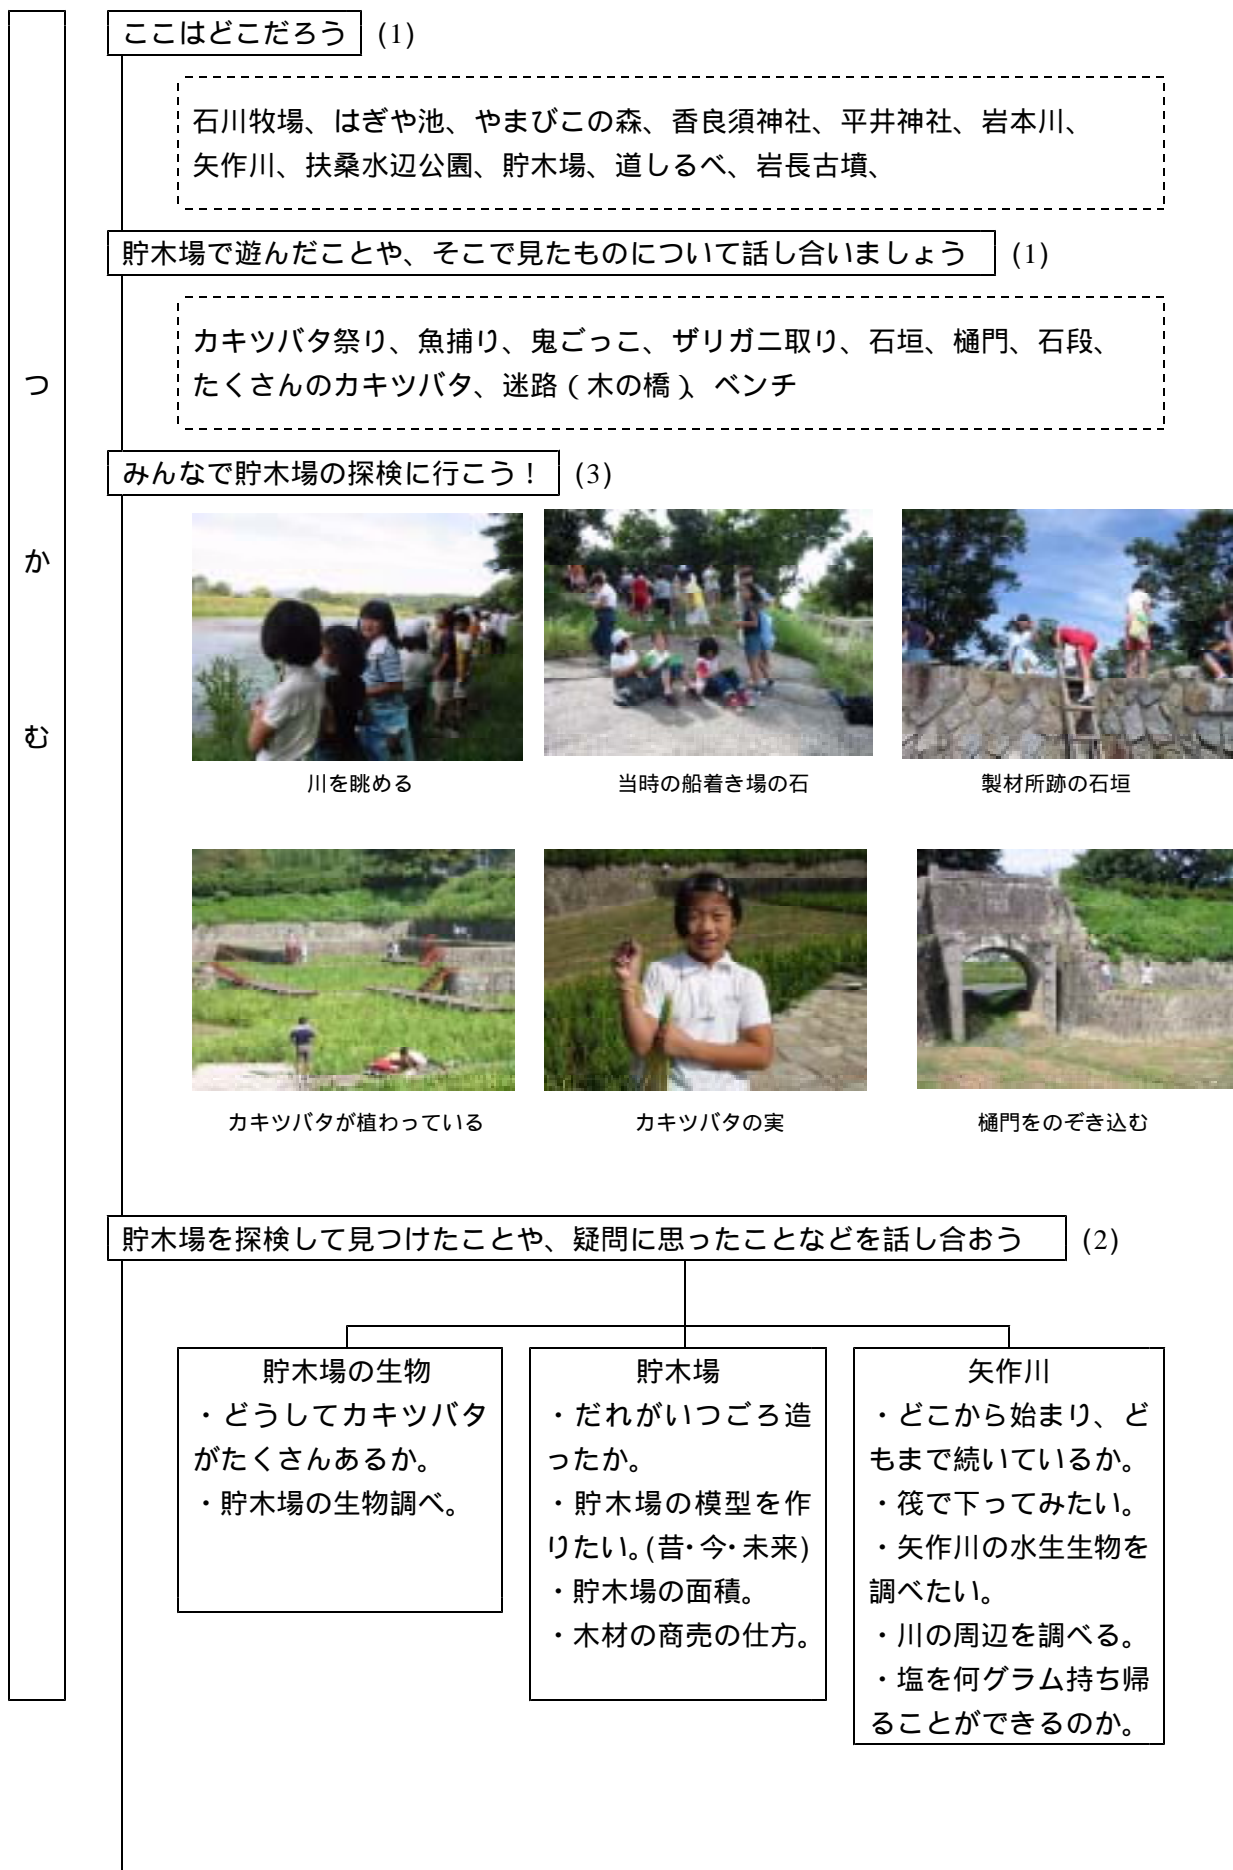 つかむ
ここはどこだろう (1)
石川牧場、はぎや池、やまびこの森、香良須神社、平井神社、岩本川、
矢作川、扶桑水辺公園、貯木場、道しるべ、岩長古墳、
貯木場で遊んだことや、そこで見たものについて話し合いましょう (1)
カキツバタ祭り、魚捕り、鬼ごっこ、ザリガニ取り、石垣、樋門、石段、
たくさんのカキツバタ、迷路（木の橋）、ベンチ
みんなで貯木場の探検に行こう！ (3)
川を眺める
当時の船着き場の石
製材所跡の石垣
カキツバタが植わっている
カキツバタの実
樋門をのぞき込む
貯木場を探検して見つけたことや、疑問に思ったことなどを話し合おう (2)
貯木場の生物
・どうしてカキツバタ
がたくさんあるか。
・貯木場の生物調べ。
貯木場
・だれがいつごろ造
ったか。
・貯木場の模型を作
りたい。(昔・今・未来)
・貯木場の面積。
・木材の商売の仕方。
矢作川
・どこから始まり、ど
もまで続いているか。
・筏で下ってみたい。
・矢作川の水生生物を
調べたい。
・川の周辺を調べる。
・塩を何グラム持ち帰
ることができるのか。